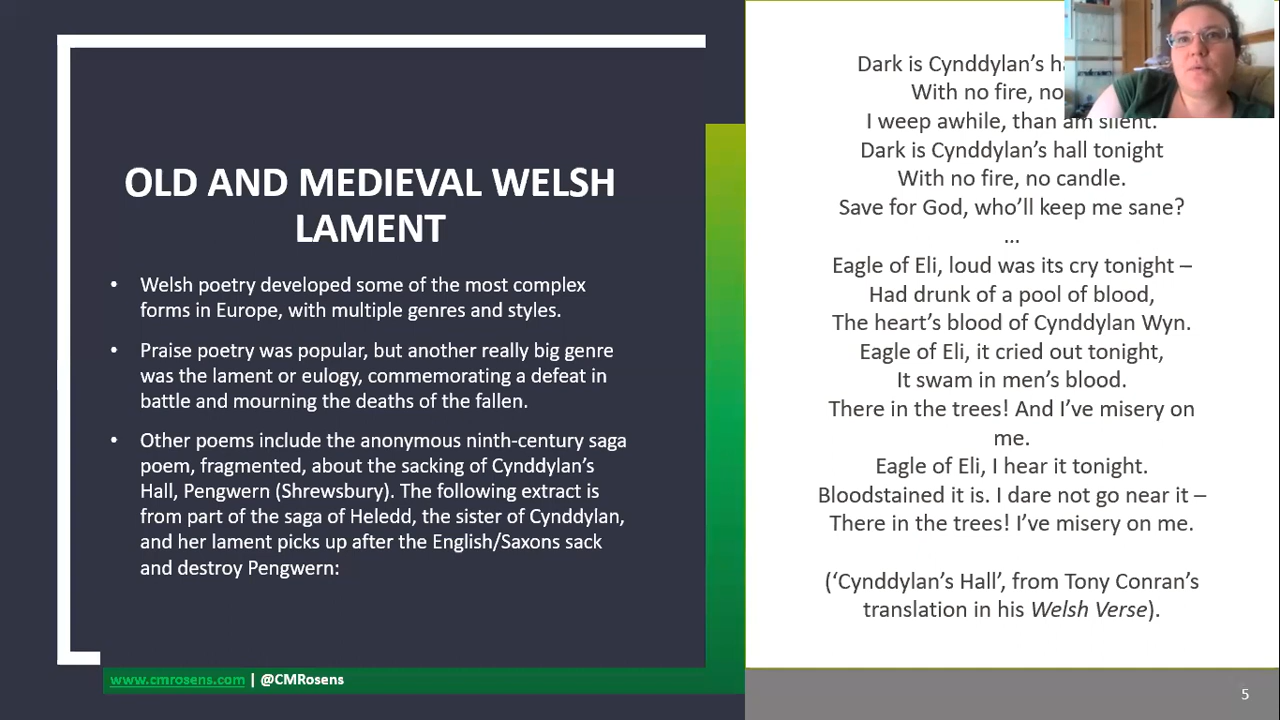 OLD AND MEDIEVAL WELSH
LAMENT
• Welsh poetry developed some of the most complex
forms in Europe, with multiple genres and styles.
• Praise poetry was popular, but another really big genre
was the lament or eulogy, commemorating a defeat in
battle and mourning the deaths of the fallen.
• Other poems include the anonymous ninth-century saga
poem, fragmented, about the sacking of Cynddylan’s
Hall, Pengwern (Shrewsbury). The following extract is
from part of the saga of Heledd, the sister of Cynddylan,
and her lament picks up after the English/Saxons sack
and destroy Pengwern:
www.cmrosens.com | @CMRosens
Dark is Cynddylan’s
With no fire, no
I weep awhile, than am silent.
Dark is Cynddylan’s hall tonight
With no fire, no candle.
Save for God, who’ll keep me sane?
...
Eagle of Eli, loud was its cry tonight –
Had drunk of a pool of blood,
The heart’s blood of Cynddylan Wyn.
Eagle of Eli, it cried out tonight,
It swam in men’s blood.
There in the trees! And I’ve misery on
me.
Eagle of Eli, I hear it tonight.
Bloodstained it is. I dare not go near it –
There in the trees! I’ve misery on me.
(‘Cynddylan’s Hall’, from Tony Conran’s
translation in his Welsh Verse).
5